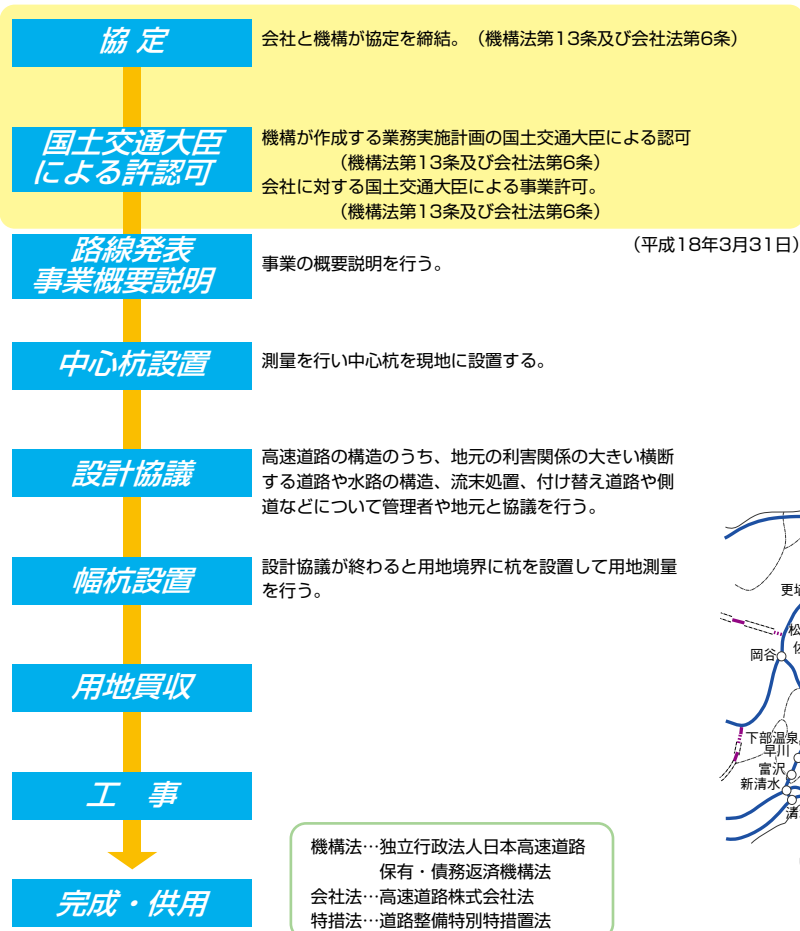 協 定
会社と機構が協定を締結。（機構法第13条及び会社法第6条）
国土交通大臣
による許認可
機構が作成する業務実施計画の国土交通大臣による認可
（機構法第13条及び会社法第6条）
会社に対する国土交通大臣による事業許可。
（機構法第13条及び会社法第6条）
（平成18年3月31日）
路線発表
事業概要説明
事業の概要説明を行う。
中心杭設置
測量を行い中心杭を現地に設置する。
設計協議
高速道路の構造のうち、地元の利害関係の大きい横断
する道路や水路の構造、流末処置、付け替え道路や側
道などについて管理者や地元と協議を行う。
幅杭設置
設計協議が終わると用地境界に杭を設置して用地測量
を行う。
用地買収
工 事
完成・供用
機構法…独立行政法人日本高速道路
保有・債務返済機構法
会社法…高速道路株式会社法
特措法…道路整備特別特措置法
更埴
松
岡谷
下部温泉
早川
富沢
新清水
清